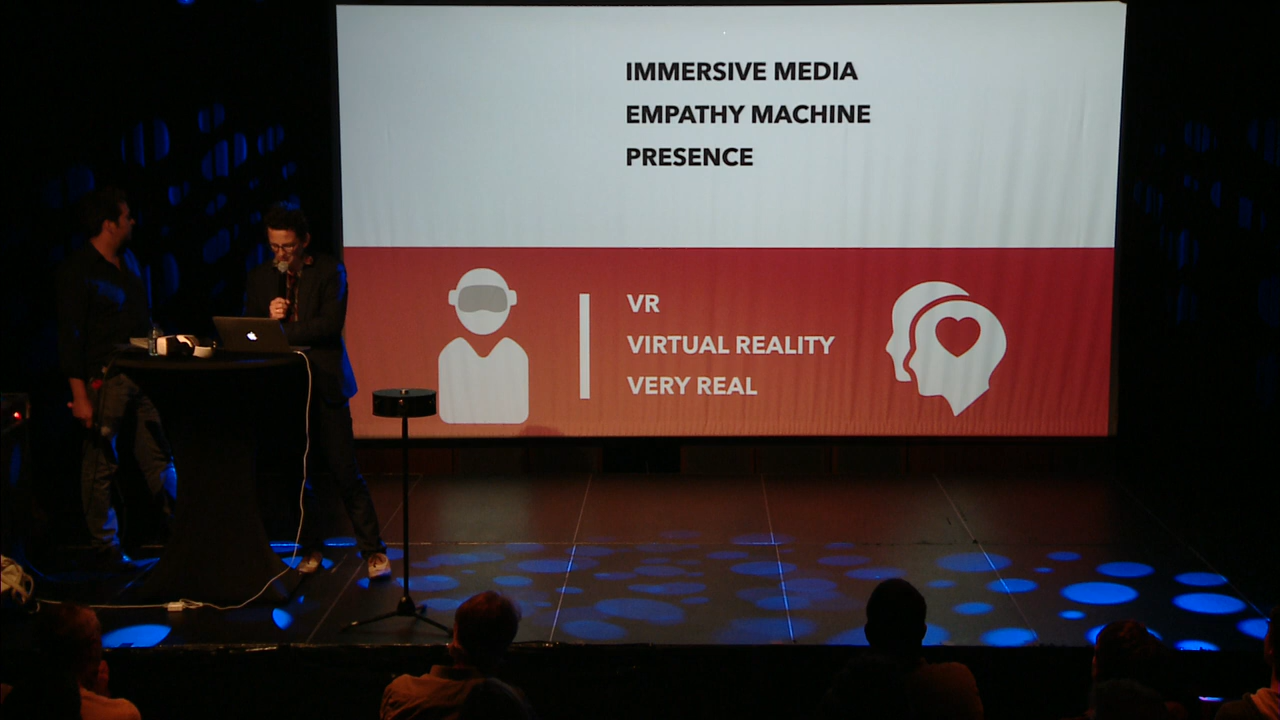 IMMERSIVE MEDIA
EMPATHY MACHINE
PRESENCE
VR
VIRTUAL REALITY
VERY REAL